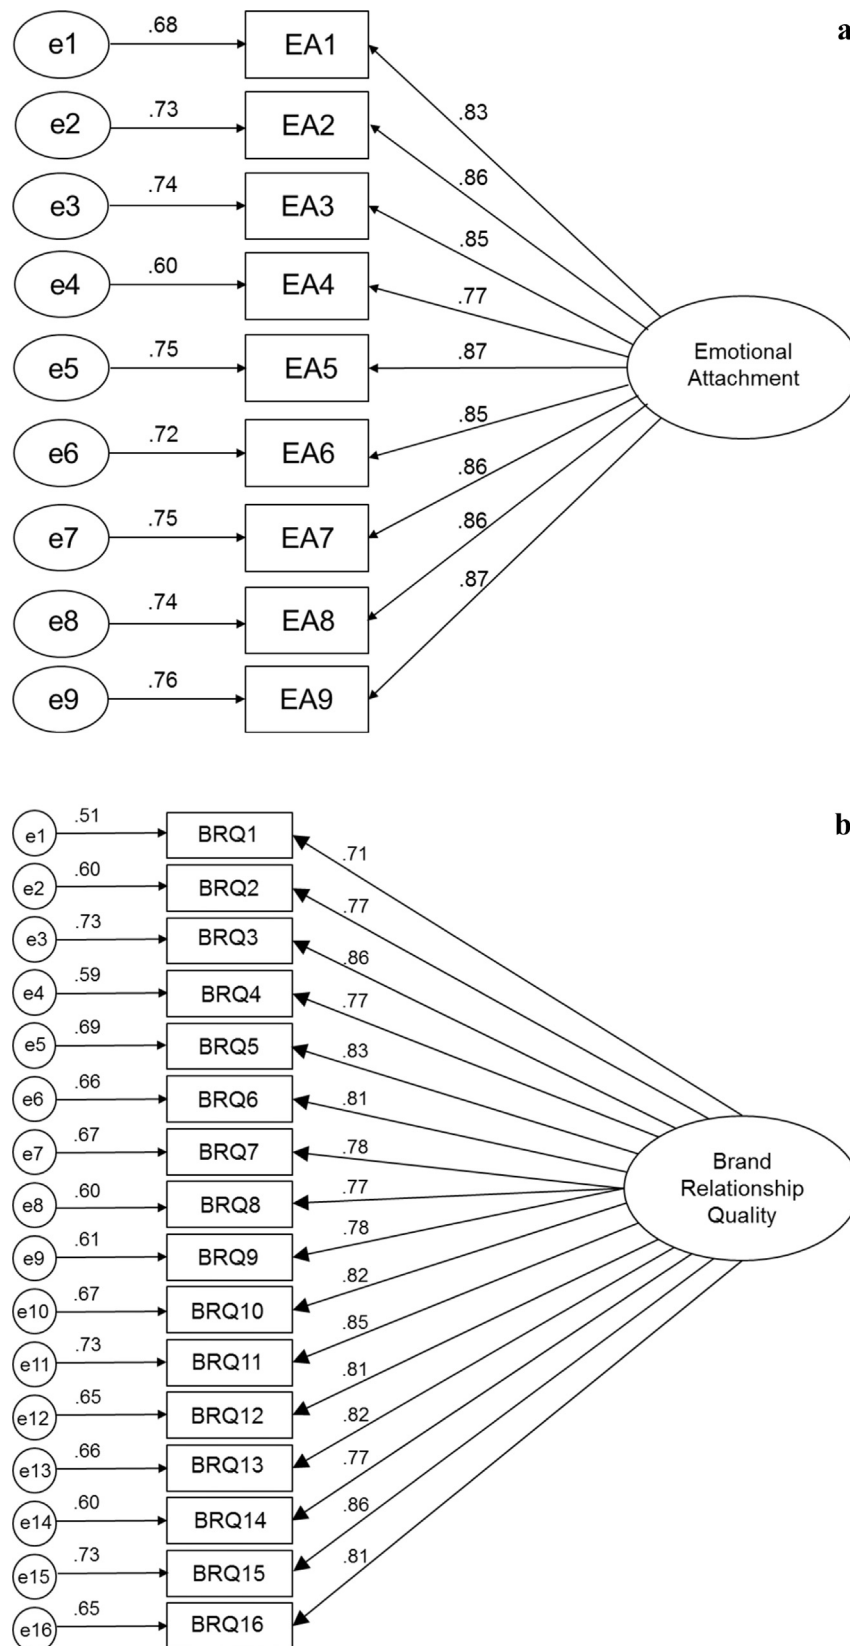 a
e1 .68 EA1 .83
e2 .73 EA2 .86
e3 .74 EA3 .85
e4 .60 EA4 .77
e5 .75 EA5 .87
e6 .72 EA6 .85
e7 .75 EA7 .86
e8 .74 EA8 .86
e9 .76 EA9 .87
Emotional
Attachment
b
e1 .51 BRQ1 .71
e2 .60 BRQ2 .77
e3 .73 BRQ3 .86
e4 .59 BRQ4 .77
e5 .69 BRQ5 .83
e6 .66 BRQ6 .81
e7 .67 BRQ7 .78
e8 .60 BRQ8 .77
e9 .61 BRQ9 .78
e10 .67 BRQ10 .82
e11 .73 BRQ11 .85
e12 .65 BRQ12 .81
e13 .66 BRQ13 .82
e14 .60 BRQ14 .77
e15 .73 BRQ15 .86
e16 .65 BRQ16 .81
Brand
Relationship
Quality